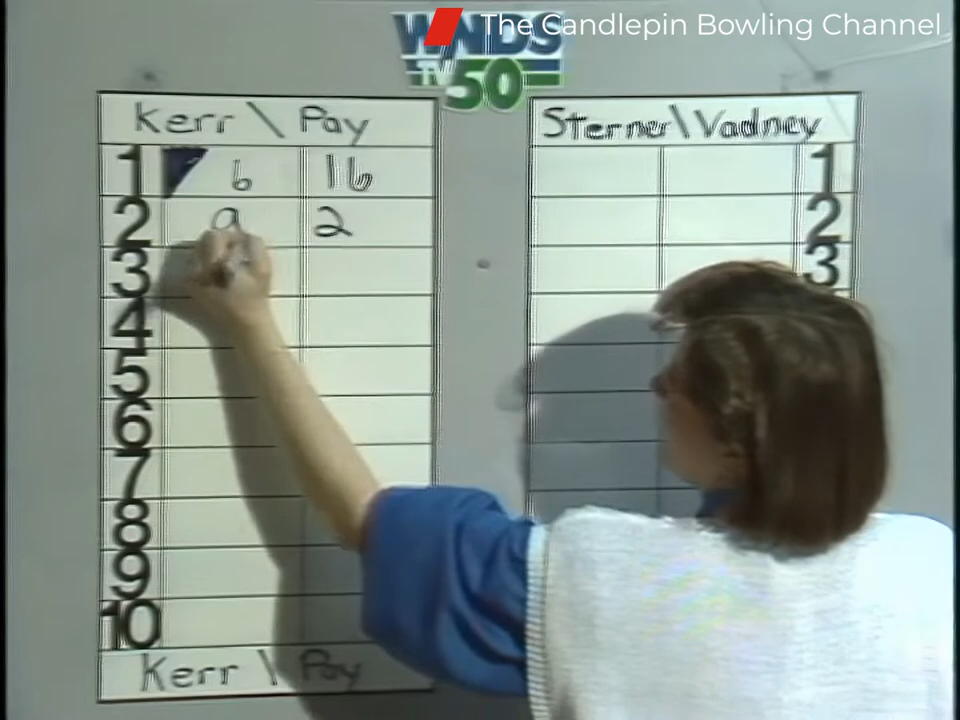 The Candlepin Bowling Channel
WNDS
TV 50
Kerr \ Pay
1 6 16
2 9 2
3
4
5
6
7
8
9
10
Kerr \ Pay
Sterner \ Vadney
1
2
3